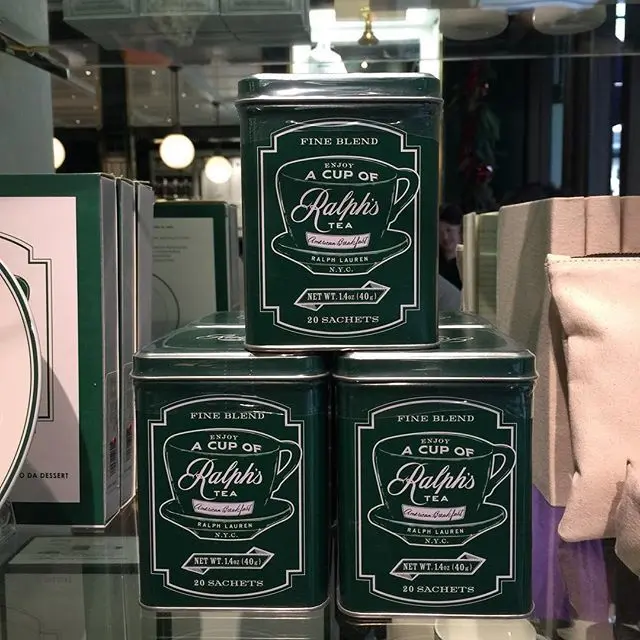 FINE BLEND
ENJOY
A CUP OF
Ralph's
TEA
American Breakfast
RALPH LAUREN
N.Y.C.
NET WT. 1.4oz (40g)
20 SACHETS
FINE BLEND
ENJOY
A CUP OF
Ralph's
TEA
American Breakfast
RALPH LAUREN
N.Y.C.
NET WT. 1.4oz (40g)
20 SACHETS
FINE BLEND
ENJOY
A CUP OF
Ralph's
TEA
American Breakfast
RALPH LAUREN
N.Y.C.
NET WT. 1.4oz (40g)
20 SACHETS
DA DESSERT